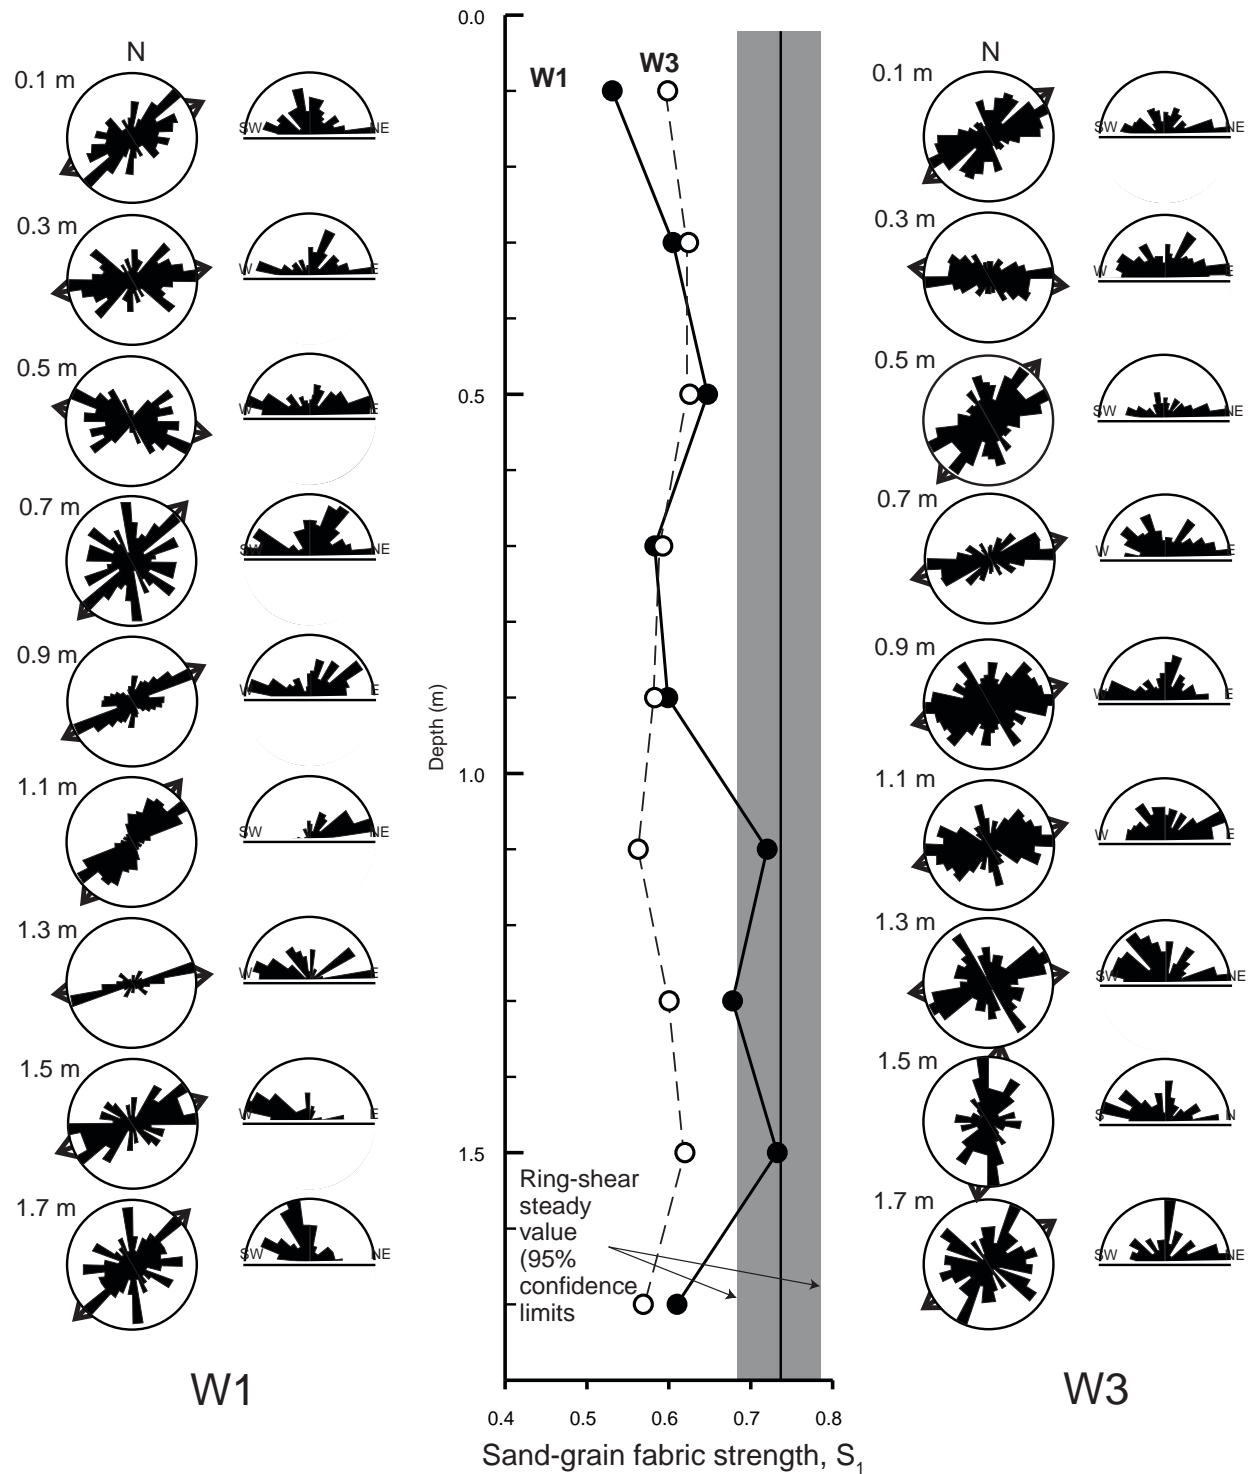 N
0.1 m
SW
NE
0.3 m
W
E
0.5 m
W
E
0.7 m
SW
NE
0.9 m
W
E
1.1 m
SW
NE
1.3 m
W
E
1.5 m
W
E
1.7 m
SW
NE
W1
0.0
0.5
1.0
1.5
Depth (m)
W1
W3
Ring-shear
steady
value
(95%
confidence
limits
0.4
0.5
0.6
0.7
0.8
Sand-grain fabric strength, S1
N
0.1 m
SW
NE
0.3 m
W
E
0.5 m
SW
NE
0.7 m
W
E
0.9 m
W
E
1.1 m
W
E
1.3 m
SW
NE
1.5 m
S
N
1.7 m
SW
NE
W3